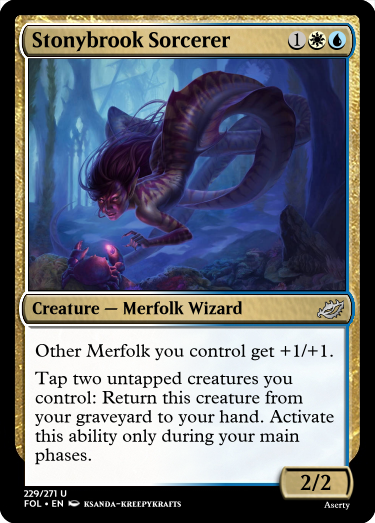 Stonybrook Sorcerer 1
Creature — Merfolk Wizard
Other Merfolk you control get +1/+1.
Tap two untapped creatures you
control: Return this creature from
your graveyard to your hand. Activate
this ability only during your main
phases.
2/2
229/271 U
FOL • EN KSANDA-KREEPYKRAFTS
Aserty